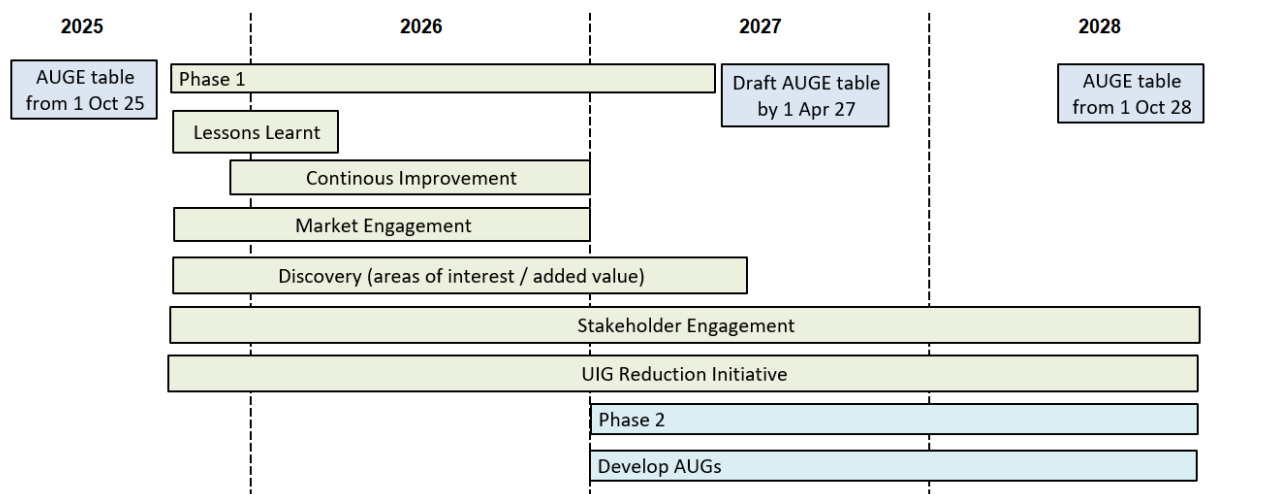 2025
2026
2027
2028
AUGE table
from 1 Oct 25
Phase 1
Draft AUGE table
by 1 Apr 27
AUGE table
from 1 Oct 28
Lessons Learnt
Continous Improvement
Market Engagement
Discovery (areas of interest / added value)
Stakeholder Engagement
UIG Reduction Initiative
Phase 2
Develop AUGs